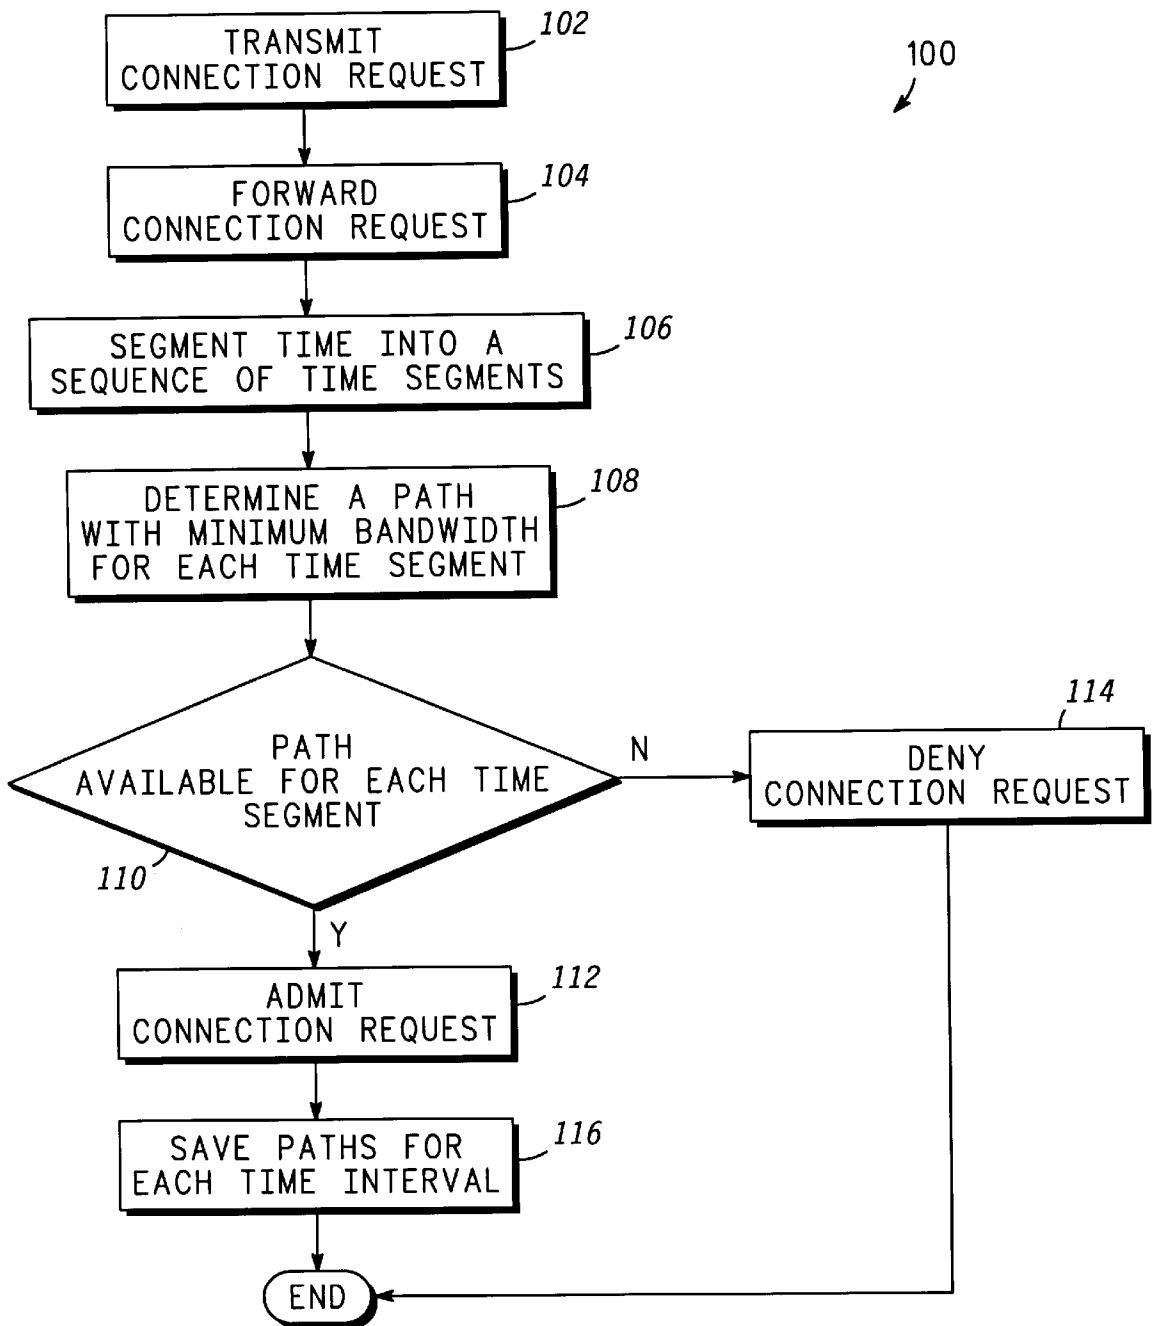 TRANSMIT
CONNECTION REQUEST
102
100
FORWARD
CONNECTION REQUEST
104
SEGMENT TIME INTO A
SEQUENCE OF TIME SEGMENTS
106
DETERMINE A PATH
WITH MINIMUM BANDWIDTH
FOR EACH TIME SEGMENT
108
PATH
AVAILABLE FOR EACH TIME
SEGMENT
110
N
DENY
CONNECTION REQUEST
114
Y
ADMIT
CONNECTION REQUEST
112
SAVE PATHS FOR
EACH TIME INTERVAL
116
END